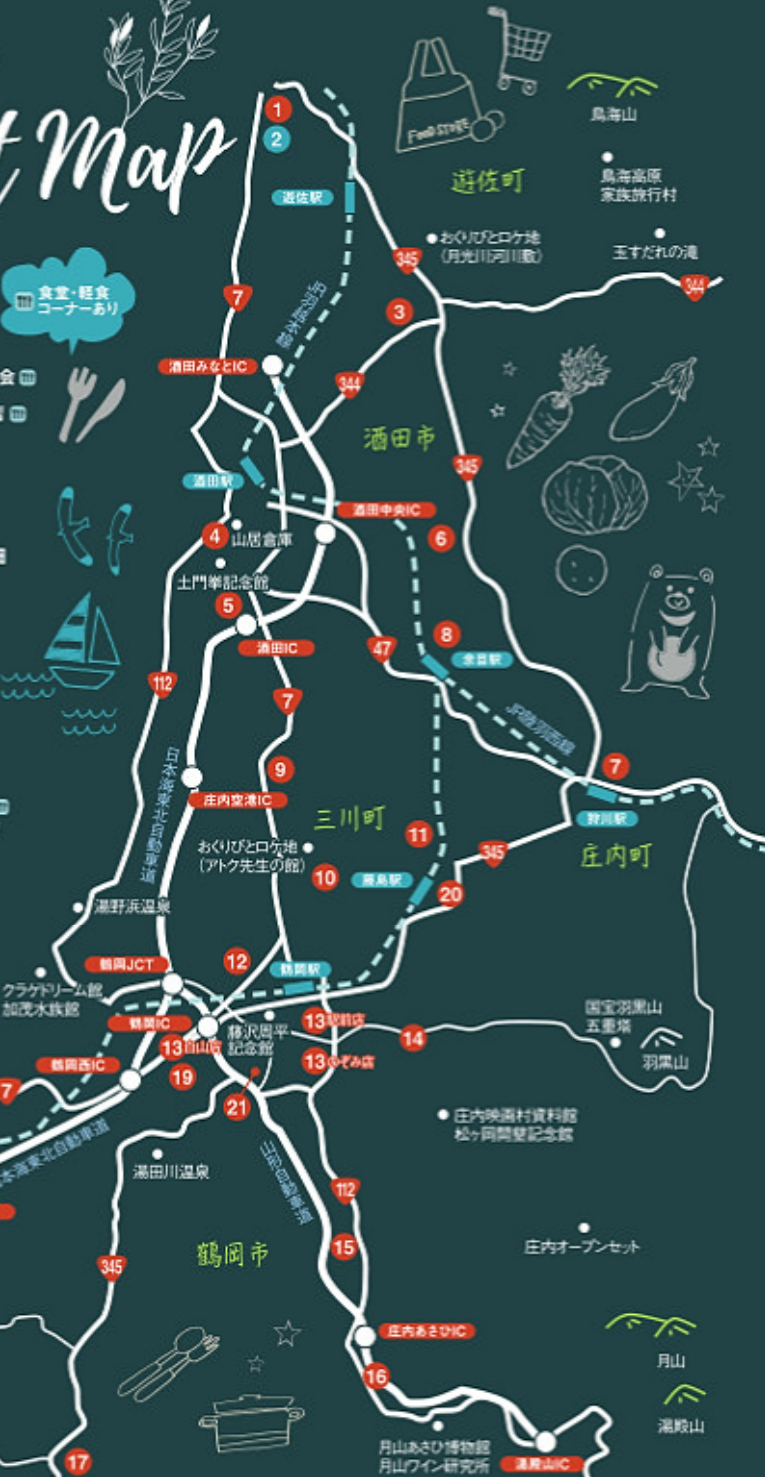 t Map
FOOD STORE
鳥海山
1
2
遊佐町
鳥海高原
家族旅行村
遊佐駅
おくりびとロケ地
(月光川河川敷)
玉すだれの滝
345
食堂・軽食
コーナーあり
7
344
3
酒田みなとIC
344
会
酒田市
345
酒田駅
酒田中央IC
4
山居倉庫
6
土門拳記念館
5
酒田IC
47
8
余目駅
112
7
JR陸羽西線
日本海東北自動車道
9
7
庄内空港IC
三川町
狩川駅
おくりびとロケ地
(アトク先生の館)
11
345
庄内町
10
藤島駅
20
湯野浜温泉
鶴岡JCT
12
鶴岡駅
クラゲドリーム館
加茂水族館
鶴岡IC
藤沢周平
記念館
13駅前店
国宝羽黒山
五重塔
13白山店
14
鶴岡西IC
13のぞみ店
羽黒山
7
19
21
庄内映画村資料館
松ヶ岡開墾記念館
本海東北自動車道
山形自動車道
湯田川温泉
112
鶴岡市
15
庄内オープンセット
345
庄内あさひIC
月山
16
湯殿山
月山あさひ博物館
月山ワイン研究所
湯殿山IC
17